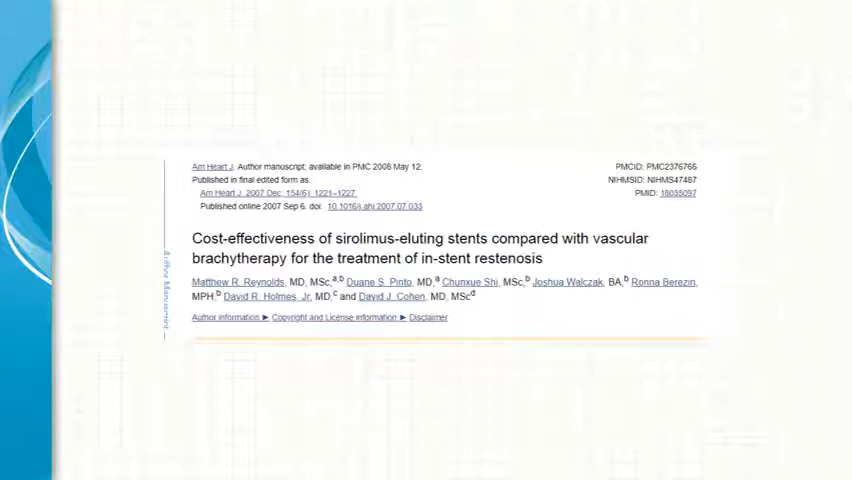 Am Heart J. Author manuscript; available in PMC 2008 May 12.
Published in final edited form as:
Am Heart J. 2007 Dec; 154(6): 1221–1227.
Published online 2007 Sep 6. doi: 10.1016/j.ahj.2007.07.033
PMCID: PMC2376766
NIHMSID: NIHMS47487
PMID: 18035097
Cost-effectiveness of sirolimus-eluting stents compared with vascular
brachytherapy for the treatment of in-stent restenosis
Matthew R. Reynolds, MD, MSc,a,b Duane S. Pinto, MD,a Chunxue Shi, MSc,b Joshua Walczak, BA,b Ronna Berezin,
MPH,b David R. Holmes, Jr, MD,c and David J. Cohen, MD, MScd
Author information ► Copyright and License information ► Disclaimer
Author Manuscript